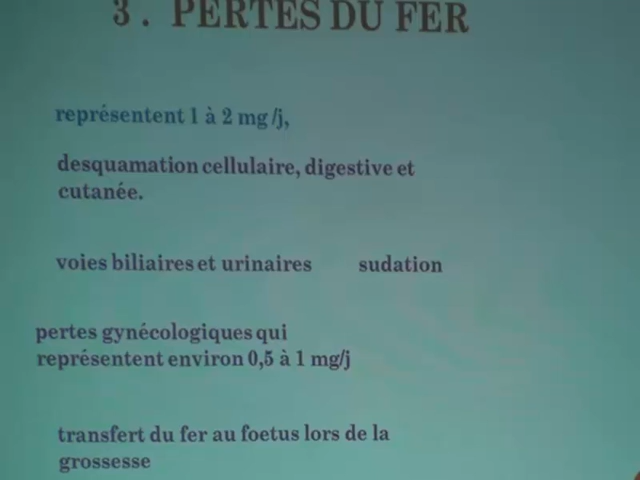 3 . PERTES DU FER
représentent 1 à 2 mg/j,
desquamation cellulaire, digestive et
cutanée.
voies biliaires et urinaires sudation
pertes gynécologiques qui
représentent environ 0,5 à 1 mg/j
transfert du fer au foetus lors de la
grossesse